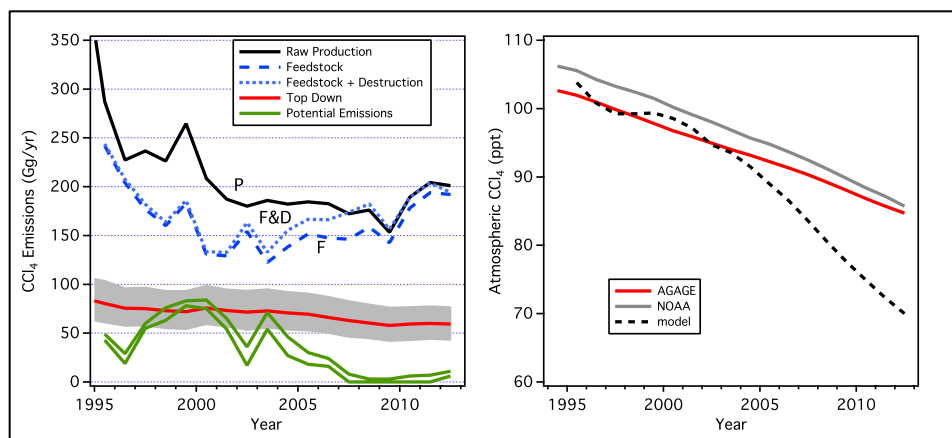 350
300
250
200
150
100
50
0
CCl4 Emissions (Gg/yr)
Raw Production
Feedstock
Feedstock + Destruction
Top Down
Potential Emissions
P
F&D
F
1995
2000
2005
2010
Year
110
100
90
80
70
60
Atmospheric CCl4 (ppt)
AGAGE
NOAA
model
1995
2000
2005
2010
Year